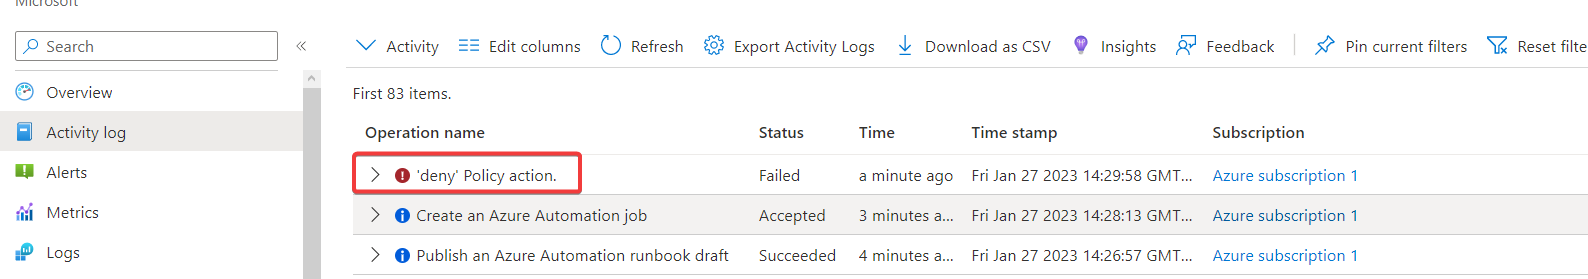 Microsoft
Search
Activity
Edit columns
Refresh
Export Activity Logs
Download as CSV
Insights
Feedback
Pin current filters
Reset filte
Overview
Activity log
Alerts
Metrics
Logs
First 83 items.
Operation name Status Time Time stamp Subscription
'deny' Policy action. Failed a minute ago Fri Jan 27 2023 14:29:58 GMT... Azure subscription 1
Create an Azure Automation job Accepted 3 minutes a... Fri Jan 27 2023 14:28:13 GMT... Azure subscription 1
Publish an Azure Automation runbook draft Succeeded 4 minutes a... Fri Jan 27 2023 14:26:57 GMT... Azure subscription 1